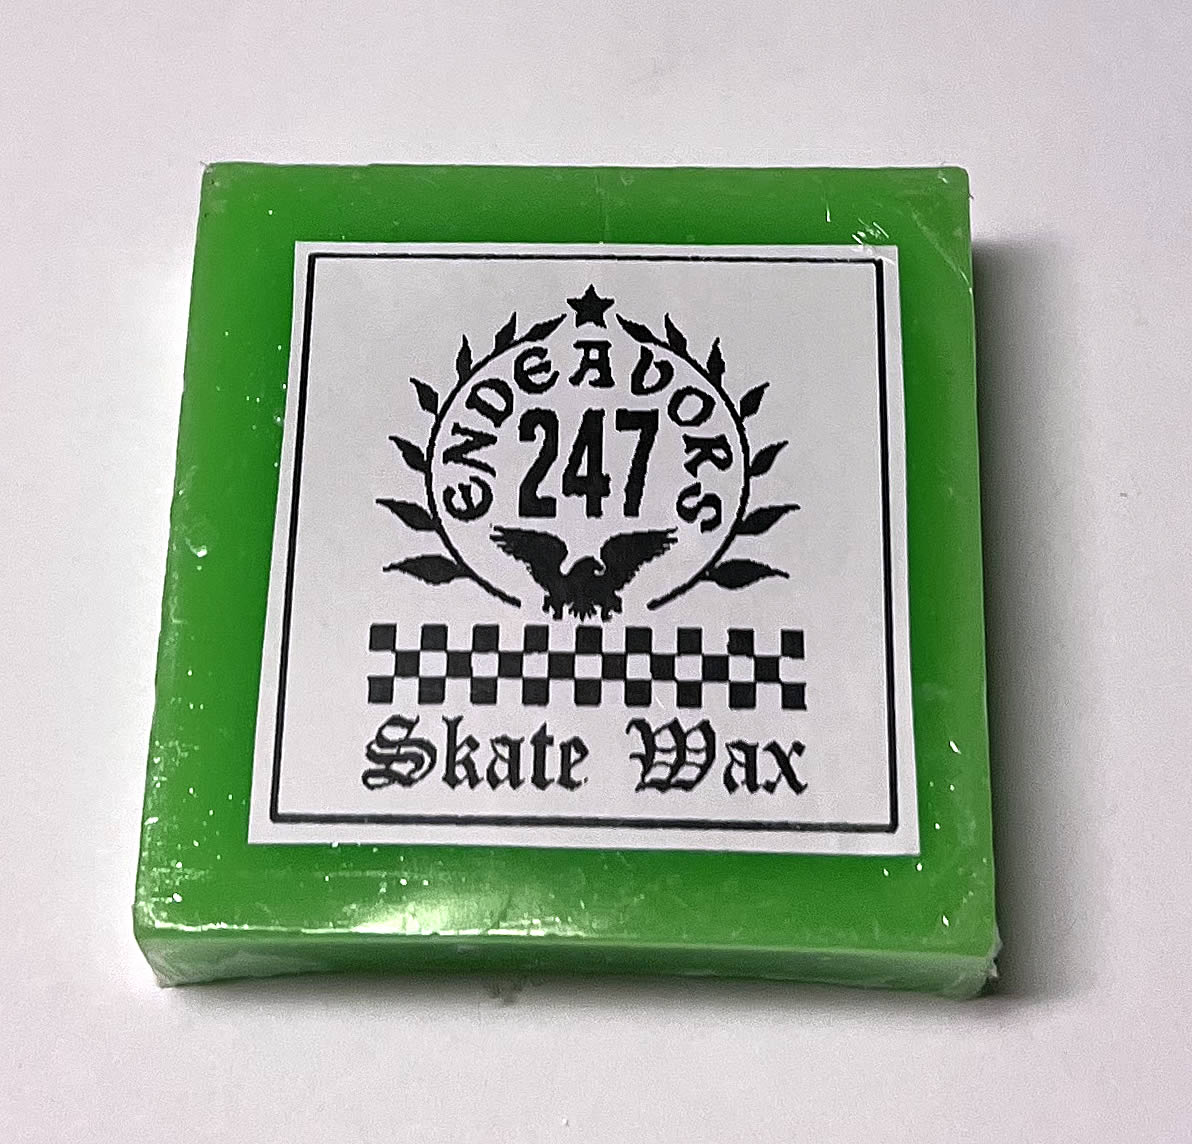 ENDEAVORS
247
Skate Wax